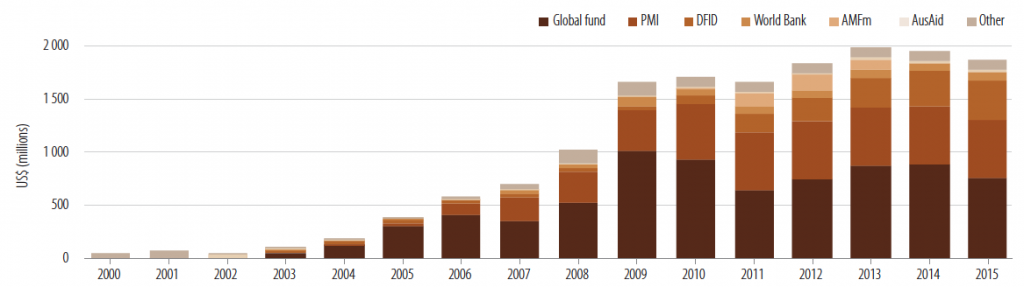 Global fund PMI DFID World Bank AMFm AusAid Other
US$ (millions)
2 000
1 500
1 000
500
0
2000 2001 2002 2003 2004 2005 2006 2007 2008 2009 2010 2011 2012 2013 2014 2015